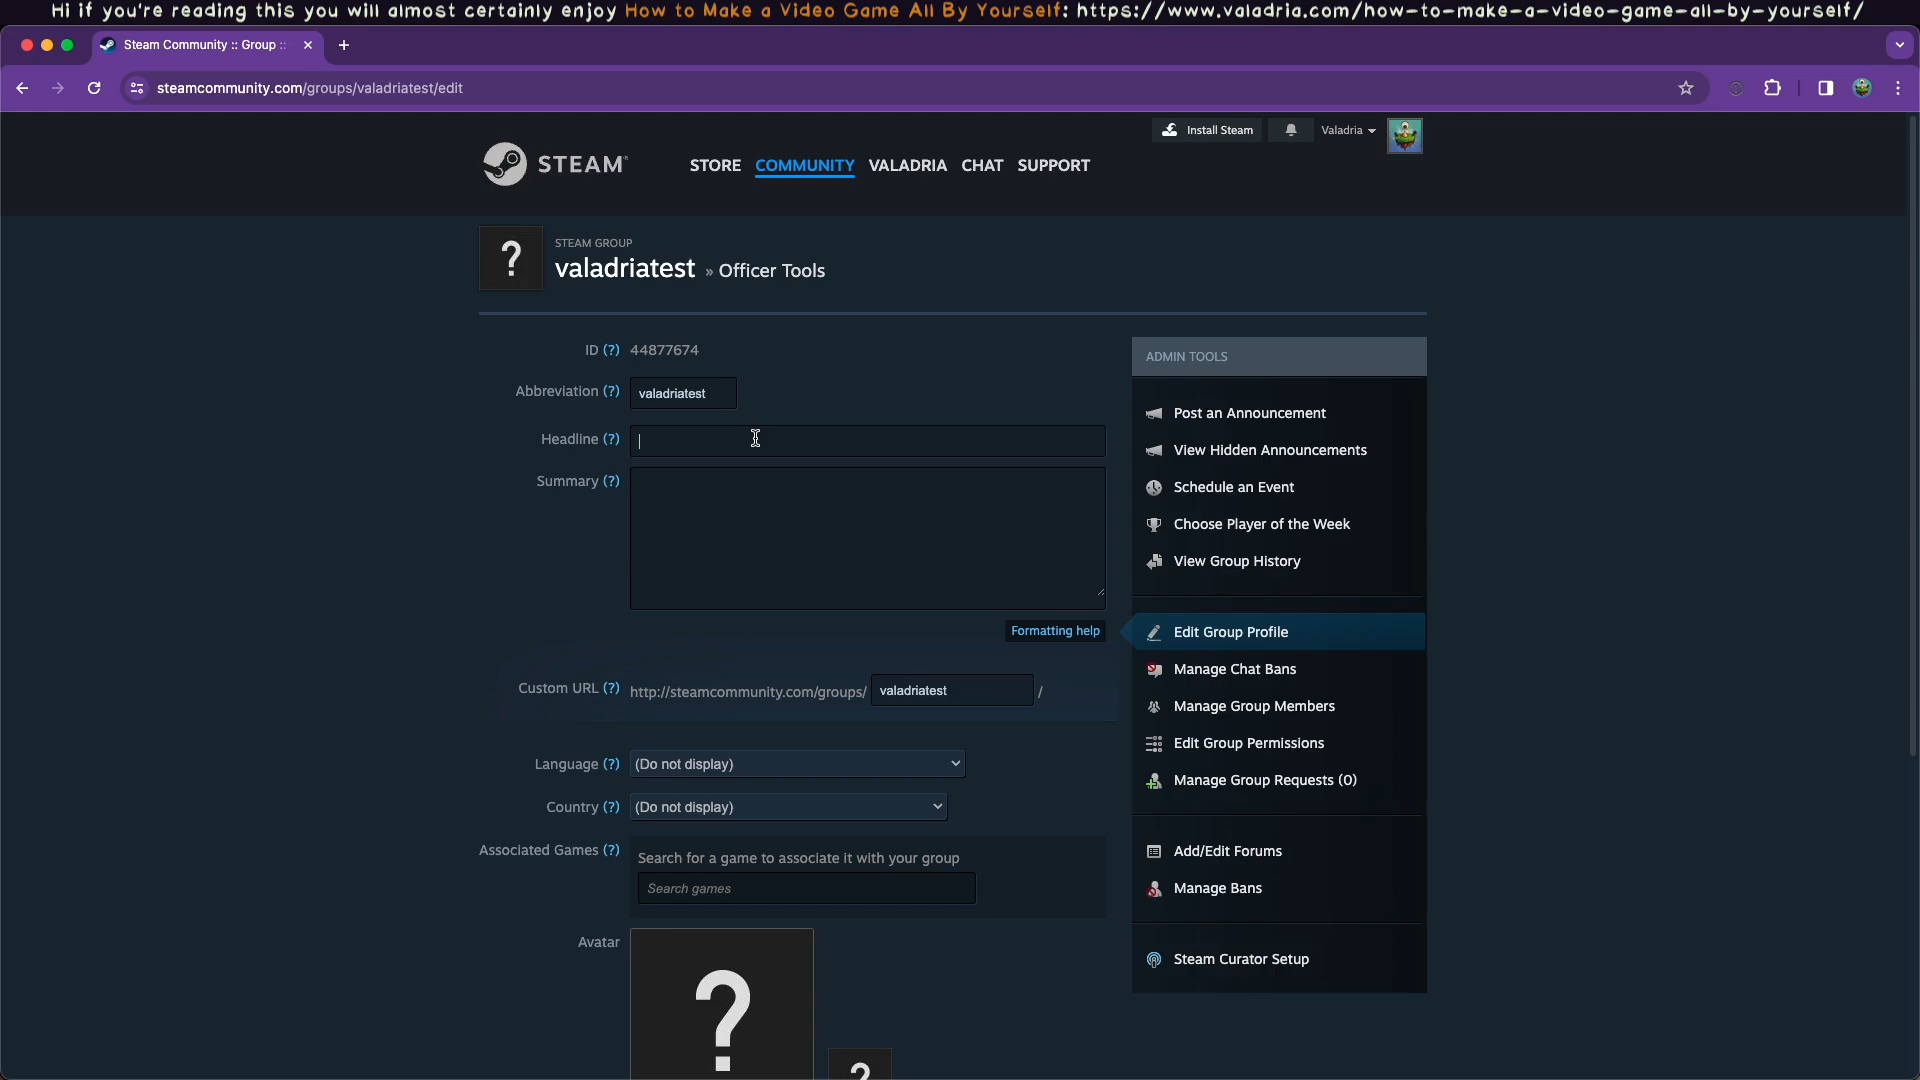 Hi if you're reading this you will almost certainly enjoy How to Make a Video Game All By Yourself: https://www.valadria.com/how-to-make-a-video-game-all-by-yourself/
Steam Community :: Group ::
steamcommunity.com/groups/valadriatest/edit
Install Steam
Valadria
STEAM
STORE
COMMUNITY
VALADRIA
CHAT
SUPPORT
?
STEAM GROUP
valadriatest » Officer Tools
ID (?) 44877674
Abbreviation (?) valadriatest
Headline (?)
Summary (?)
Formatting help
Custom URL (?) http://steamcommunity.com/groups/ valadriatest /
Language (?) (Do not display)
Country (?) (Do not display)
Associated Games (?) Search for a game to associate it with your group
Search games
Avatar
?
?
ADMIN TOOLS
Post an Announcement
View Hidden Announcements
Schedule an Event
Choose Player of the Week
View Group History
Edit Group Profile
Manage Chat Bans
Manage Group Members
Edit Group Permissions
Manage Group Requests (0)
Add/Edit Forums
Manage Bans
Steam Curator Setup